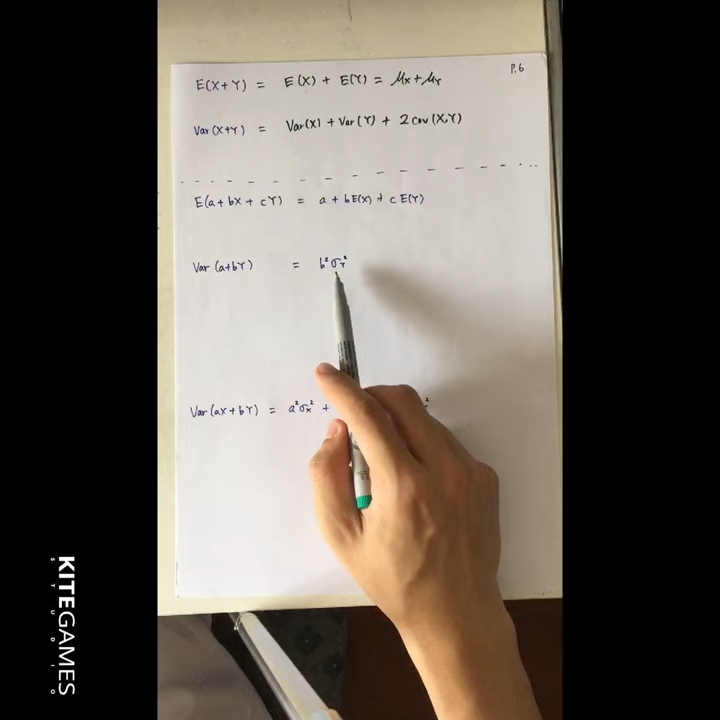 P.6
E(X+Y) = E(X) + E(Y) = μx + μY
Var(X+Y) = Var(X) + Var(Y) + 2 cov(X,Y)
E(a + bX + cY) = a + bE(X) + cE(Y)
Var (a+bY) = b²σY²
Var (aX + bY) = a²σx² +
KITEGAMES
STUDIO